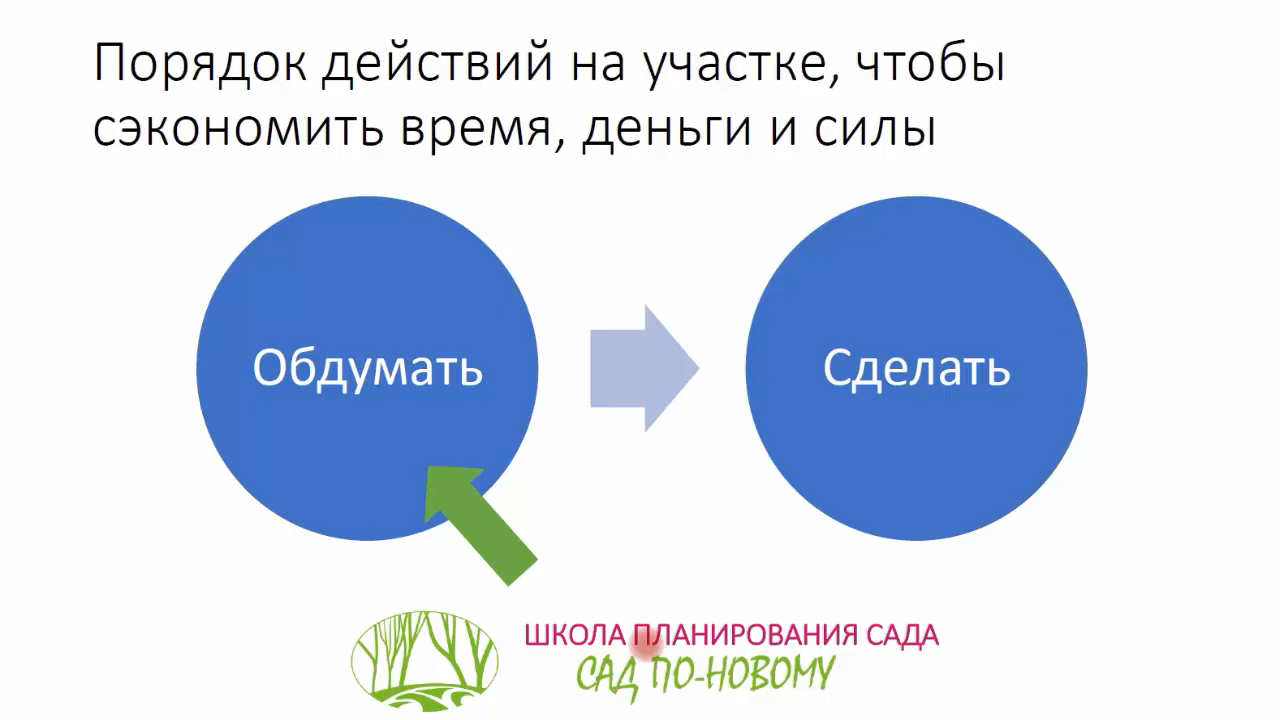 Порядок действий на участке, чтобы
сэкономить время, деньги и силы
Обдумать
Сделать
ШКОЛА ПЛАНИРОВАНИЯ САДА
САД ПО-НОВОМУ